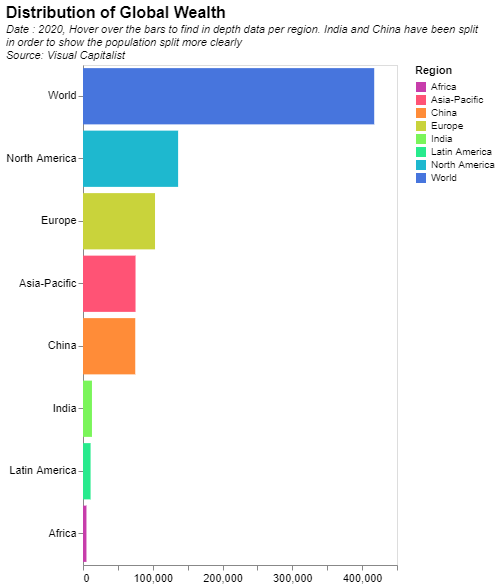 Distribution of Global Wealth
Date : 2020, Hover over the bars to find in depth data per region. India and China have been split
in order to show the population split more clearly
Source: Visual Capitalist
World
North America
Europe
Asia-Pacific
China
India
Latin America
Africa
0
100,000
200,000
300,000
400,000
Region
Africa
Asia-Pacific
China
Europe
India
Latin America
North America
World